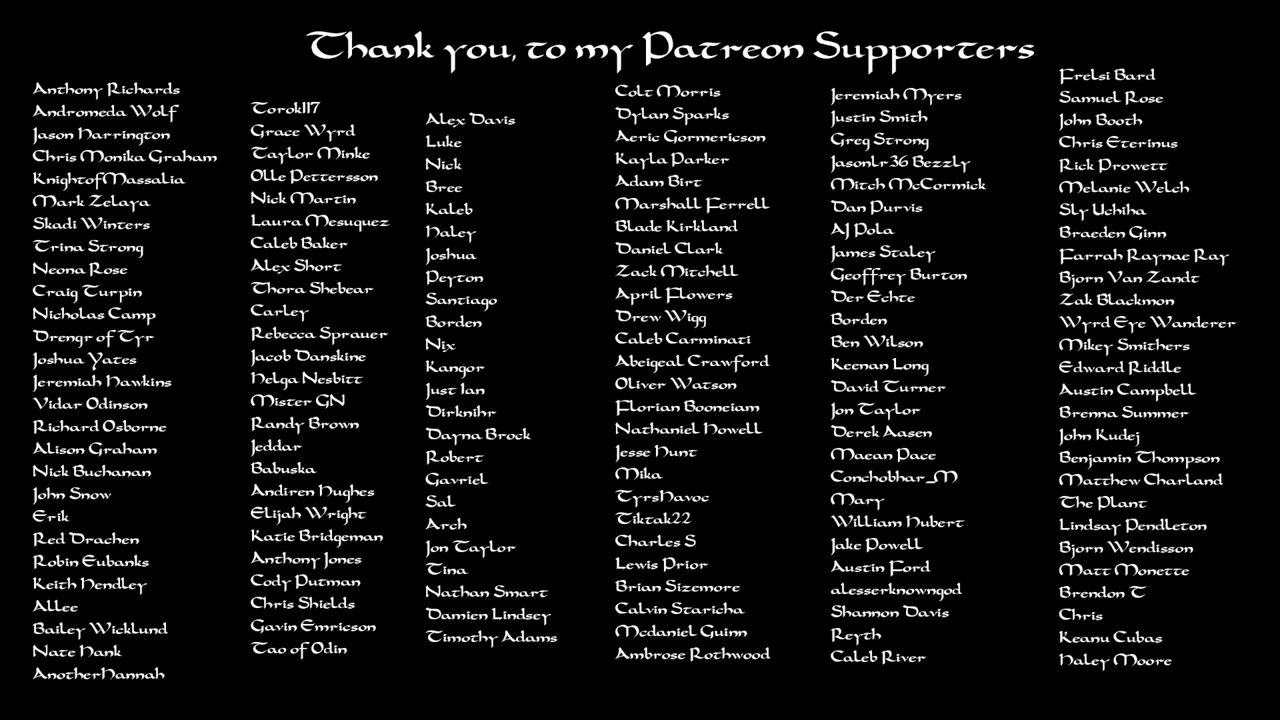 Thank you, to my Patreon Supporters
Anthony Richards
Andromeda Wolf
Jason Harrington
Chris Monika Graham
KnightofMassalia
Mark Zelaya
Skadi Winters
Trina Strong
Neona Rose
Craig Turpin
Nicholas Camp
Drengr of Tyr
Joshua Yates
Jeremiah Hawkins
Vidar Odinson
Richard Osborne
Alison Graham
Nick Buchanan
John Snow
Erik
Red Drachen
Robin Eubanks
Keith Hendley
Allee
Bailey Wicklund
Nate Hank
AnotherHannah
Torok117
Grace Wyrd
Taylor Minke
Olle Pettersson
Nick Martin
Laura Mesuquez
Caleb Baker
Alex Short
Thora Shebear
Carley
Rebecca Sprauer
Jacob Danskine
Helga Nesbitt
Mister GN
Randy Brown
Jeddar
Babuska
Andiren Hughes
Elijah Wright
Katie Bridgeman
Anthony Jones
Cody Putman
Chris Shields
Gavin Emricson
Tao of Odin
Alex Davis
Luke
Nick
Bree
Kaleb
Haley
Joshua
Peyton
Santiago
Borden
Nix
Kangor
Just Ian
Dirknihr
Dayna Brock
Robert
Gavriel
Sal
Arch
Jon Taylor
Tina
Nathan Smart
Damien Lindsey
Timothy Adams
Colt Morris
Dylan Sparks
Aeric Gormericson
Kayla Parker
Adam Birt
Marshall Ferrell
Blade Kirkland
Daniel Clark
Zack Mitchell
April Flowers
Drew Wigg
Caleb Carminati
Abeigeal Crawford
Oliver Watson
Florian Booneiam
Nathaniel Howell
Jesse Hunt
Mika
TyrsHavoc
Tiktak22
Charles S
Lewis Prior
Brian Sizemore
Calvin Staricha
Mcdaniel Guinn
Ambrose Rothwood
Jeremiah Myers
Justin Smith
Greg Strong
Jasonlr36 Bezzly
Mitch McCormick
Dan Purvis
AJ Pola
James Staley
Geoffrey Burton
Der Echte
Borden
Ben Wilson
Keenan Long
David Turner
Jon Taylor
Derek Aasen
Maean Pace
Conchobhar_M
Mary
William Hubert
Jake Powell
Austin Ford
alesserknowngod
Shannon Davis
Reyth
Caleb River
Frelsi Bard
Samuel Rose
John Booth
Chris Eterinus
Rick Prowett
Melanie Welch
Sly Uchiha
Braeden Ginn
Farrah Raynae Ray
Bjorn Van Zandt
Zak Blackmon
Wyrd Eye Wanderer
Mikey Smithers
Edward Riddle
Austin Campbell
Brenna Summer
John Kudej
Benjamin Thompson
Matthew Charland
The Plant
Lindsay Pendleton
Bjorn Wendisson
Matt Monette
Brendon T
Chris
Keanu Cubas
Haley Moore